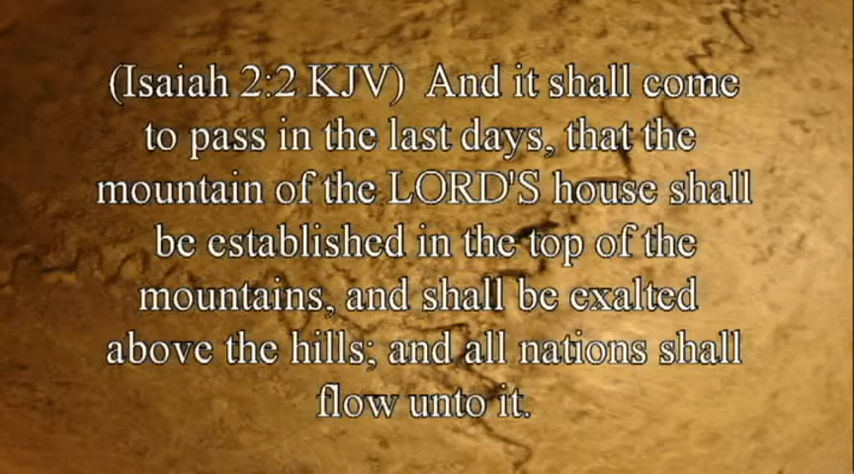 (Isaiah 2:2 KJV)  And it shall come
to pass in the last days, that the
mountain of the LORD'S house shall
be established in the top of the
mountains, and shall be exalted
above the hills; and all nations shall
flow unto it.